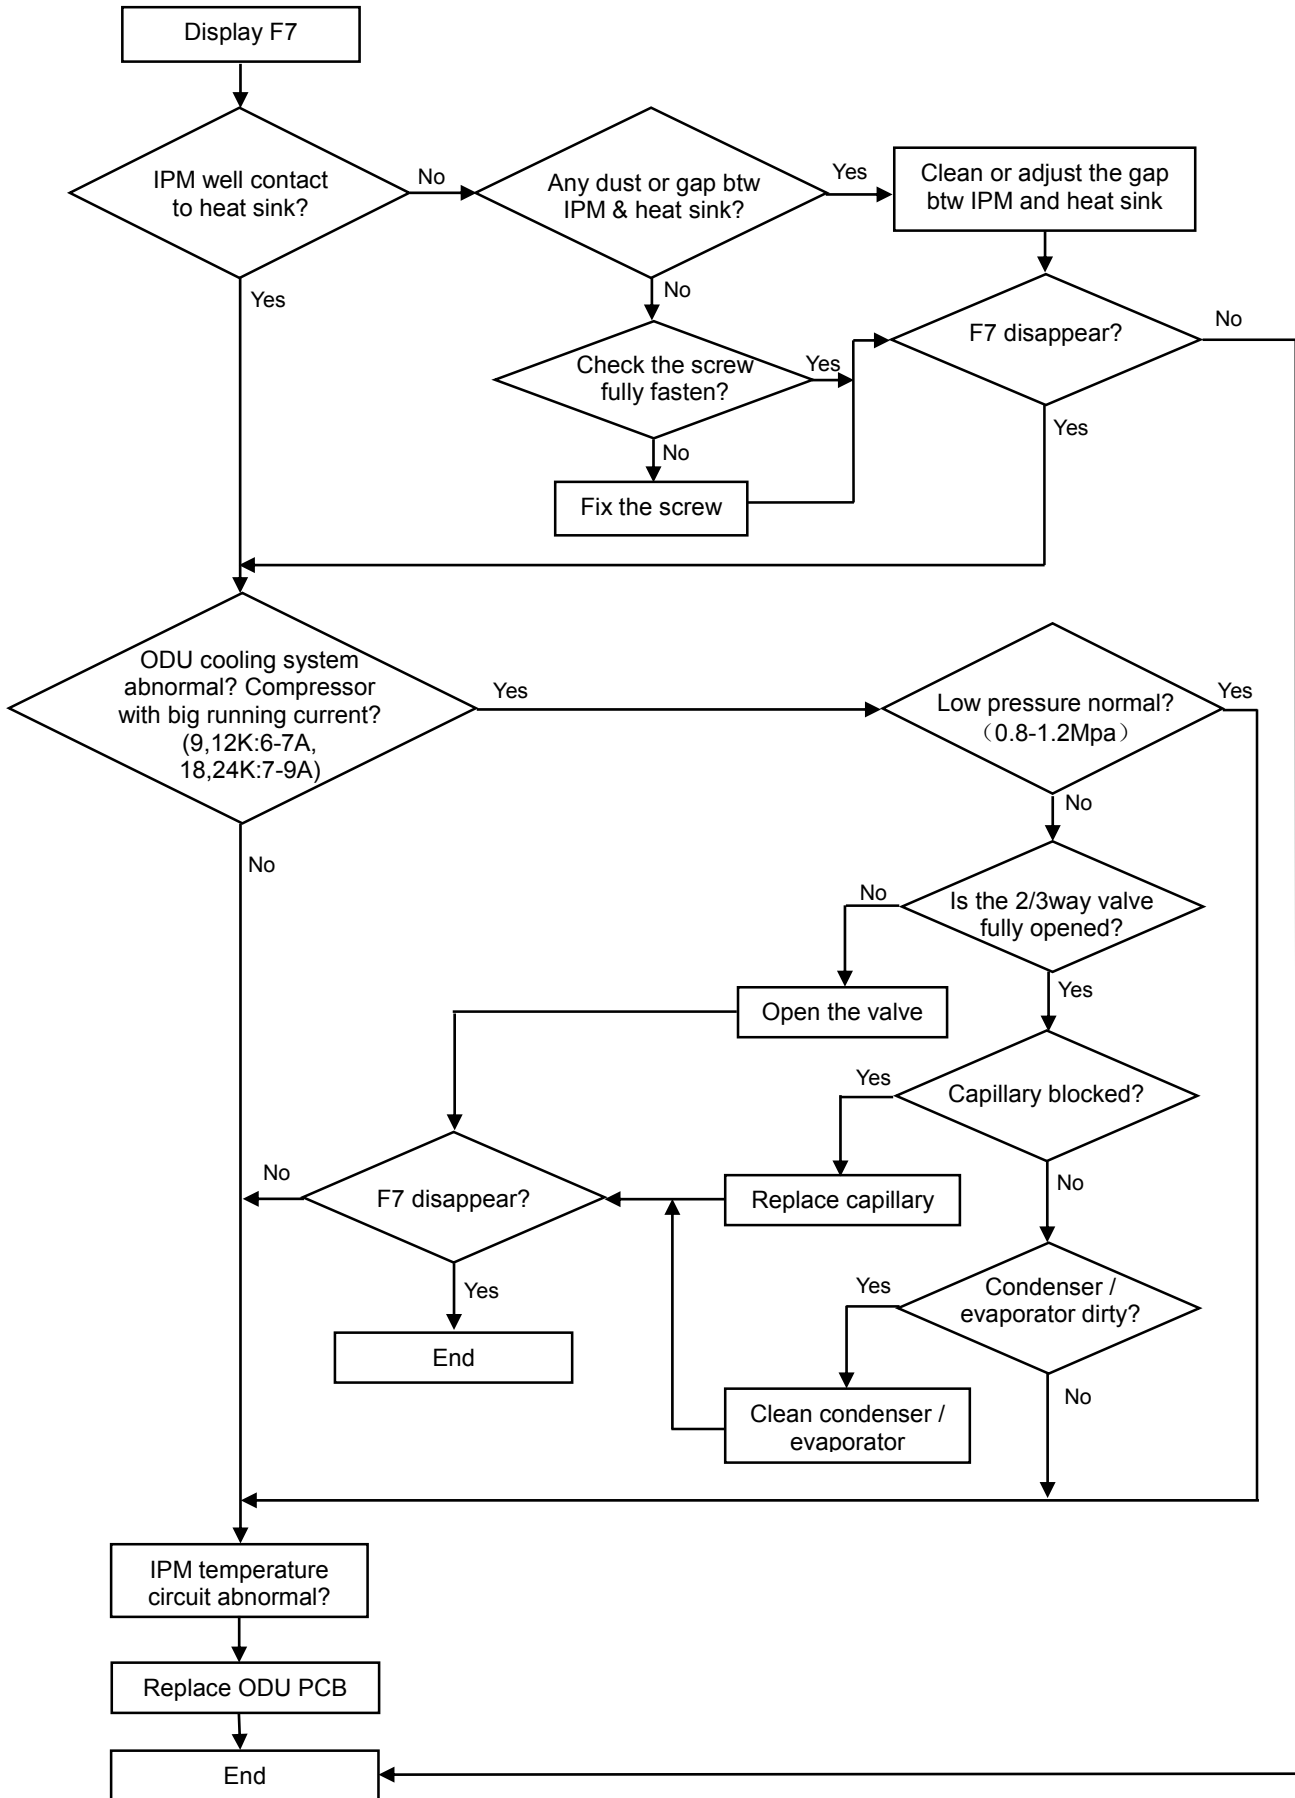 Display F7
IPM well contact
to heat sink?
No
Any dust or gap btw
IPM & heat sink?
Yes
Clean or adjust the gap
btw IPM and heat sink
Yes
No
F7 disappear?
No
Check the screw
fully fasten?
Yes
Yes
No
Fix the screw
ODU cooling system
abnormal? Compressor
with big running current?
(9,12K:6-7A,
18,24K:7-9A)
Yes
Low pressure normal?
（0.8-1.2Mpa）
Yes
No
No
No
Is the 2/3way valve
fully opened?
Open the valve
Yes
Yes
Capillary blocked?
No
F7 disappear?
Replace capillary
No
Yes
Yes
Condenser /
evaporator dirty?
End
No
Clean condenser /
evaporator
IPM temperature
circuit abnormal?
Replace ODU PCB
End